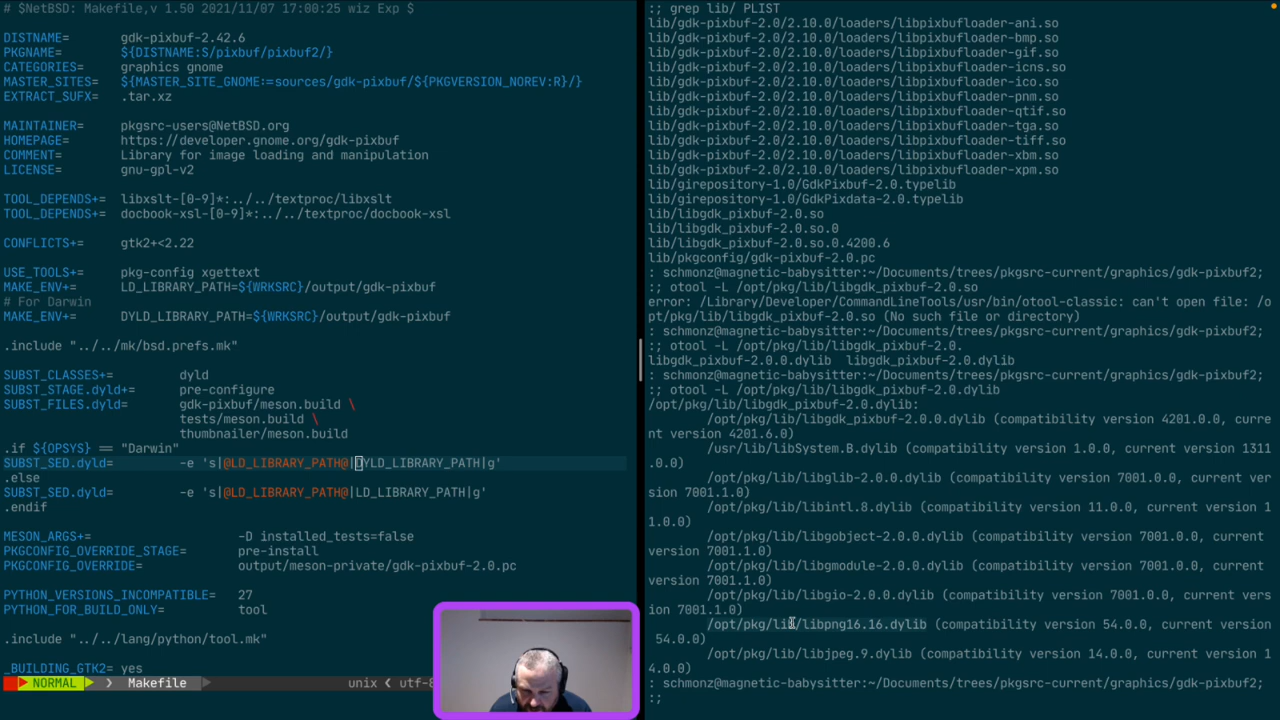 # $NetBSD: Makefile,v 1.50 2021/11/07 17:00:25 wiz Exp $
DISTNAME= gdk-pixbuf-2.42.6
PKGNAME= ${DISTNAME:S/pixbuf/pixbuf2/}
CATEGORIES= graphics gnome
MASTER_SITES= ${MASTER_SITE_GNOME:=sources/gdk-pixbuf/${PKGVERSION_NOREV:R}/}
EXTRACT_SUFX= .tar.xz
MAINTAINER= pkgsrc-users@NetBSD.org
HOMEPAGE= https://developer.gnome.org/gdk-pixbuf
COMMENT= Library for image loading and manipulation
LICENSE= gnu-gpl-v2
TOOL_DEPENDS+= libxslt-[0-9]*:../../textproc/libxslt
TOOL_DEPENDS+= docbook-xsl-[0-9]*:../../textproc/docbook-xsl
CONFLICTS+= gtk2+<2.22
USE_TOOLS+= pkg-config xgettext
MAKE_ENV+= LD_LIBRARY_PATH=${WRKSRC}/output/gdk-pixbuf
# For Darwin
MAKE_ENV+= DYLD_LIBRARY_PATH=${WRKSRC}/output/gdk-pixbuf
.include "../../mk/bsd.prefs.mk"
SUBST_CLASSES+= dyld
SUBST_STAGE.dyld+= pre-configure
SUBST_FILES.dyld= gdk-pixbuf/meson.build \
tests/meson.build \
thumbnailer/meson.build
.if ${OPSYS} == "Darwin"
SUBST_SED.dyld= -e 's|@LD_LIBRARY_PATH@|DYLD_LIBRARY_PATH|g'
.else
SUBST_SED.dyld= -e 's|@LD_LIBRARY_PATH@|LD_LIBRARY_PATH|g'
.endif
MESON_ARGS+= -D installed_tests=false
PKGCONFIG_OVERRIDE_STAGE= pre-install
PKGCONFIG_OVERRIDE= output/meson-private/gdk-pixbuf-2.0.pc
PYTHON_VERSIONS_INCOMPATIBLE= 27
PYTHON_FOR_BUILD_ONLY= tool
.include "../../lang/python/tool.mk"
_BUILDING_GTK2= yes
NORMAL Makefile unix < utf-8
:; grep lib/ PLIST
lib/gdk-pixbuf-2.0/2.10.0/loaders/libpixbufloader-ani.so
lib/gdk-pixbuf-2.0/2.10.0/loaders/libpixbufloader-bmp.so
lib/gdk-pixbuf-2.0/2.10.0/loaders/libpixbufloader-gif.so
lib/gdk-pixbuf-2.0/2.10.0/loaders/libpixbufloader-icns.so
lib/gdk-pixbuf-2.0/2.10.0/loaders/libpixbufloader-ico.so
lib/gdk-pixbuf-2.0/2.10.0/loaders/libpixbufloader-pnm.so
lib/gdk-pixbuf-2.0/2.10.0/loaders/libpixbufloader-qtif.so
lib/gdk-pixbuf-2.0/2.10.0/loaders/libpixbufloader-tga.so
lib/gdk-pixbuf-2.0/2.10.0/loaders/libpixbufloader-tiff.so
lib/gdk-pixbuf-2.0/2.10.0/loaders/libpixbufloader-xbm.so
lib/gdk-pixbuf-2.0/2.10.0/loaders/libpixbufloader-xpm.so
lib/girepository-1.0/GdkPixbuf-2.0.typelib
lib/girepository-1.0/GdkPixdata-2.0.typelib
lib/libgdk_pixbuf-2.0.so
lib/libgdk_pixbuf-2.0.so.0
lib/libgdk_pixbuf-2.0.so.0.4200.6
lib/pkgconfig/gdk-pixbuf-2.0.pc
: schmonz@magnetic-babysitter:~/Documents/trees/pkgsrc-current/graphics/gdk-pixbuf2;
:; otool -L /opt/pkg/lib/libgdk_pixbuf-2.0.so
error: /Library/Developer/CommandLineTools/usr/bin/otool-classic: can't open file: /o
pt/pkg/lib/libgdk_pixbuf-2.0.so (No such file or directory)
: schmonz@magnetic-babysitter:~/Documents/trees/pkgsrc-current/graphics/gdk-pixbuf2;
:; otool -L /opt/pkg/lib/libgdk_pixbuf-2.0.
libgdk_pixbuf-2.0.0.dylib libgdk_pixbuf-2.0.dylib
: schmonz@magnetic-babysitter:~/Documents/trees/pkgsrc-current/graphics/gdk-pixbuf2;
:; otool -L /opt/pkg/lib/libgdk_pixbuf-2.0.dylib
/opt/pkg/lib/libgdk_pixbuf-2.0.dylib:
/opt/pkg/lib/libgdk_pixbuf-2.0.0.dylib (compatibility version 4201.0.0, curre
nt version 4201.6.0)
/usr/lib/libSystem.B.dylib (compatibility version 1.0.0, current version 1311
.0.0)
/opt/pkg/lib/libglib-2.0.0.dylib (compatibility version 7001.0.0, current ver
sion 7001.1.0)
/opt/pkg/lib/libintl.8.dylib (compatibility version 11.0.0, current version 1
1.0.0)
/opt/pkg/lib/libgobject-2.0.0.dylib (compatibility version 7001.0.0, current
version 7001.1.0)
/opt/pkg/lib/libgmodule-2.0.0.dylib (compatibility version 7001.0.0, current
version 7001.1.0)
/opt/pkg/lib/libgio-2.0.0.dylib (compatibility version 7001.0.0, current vers
ion 7001.1.0)
/opt/pkg/lib/libpng16.16.dylib (compatibility version 54.0.0, current version
54.0.0)
/opt/pkg/lib/libjpeg.9.dylib (compatibility version 14.0.0, current version 1
4.0.0)
: schmonz@magnetic-babysitter:~/Documents/trees/pkgsrc-current/graphics/gdk-pixbuf2;
:;